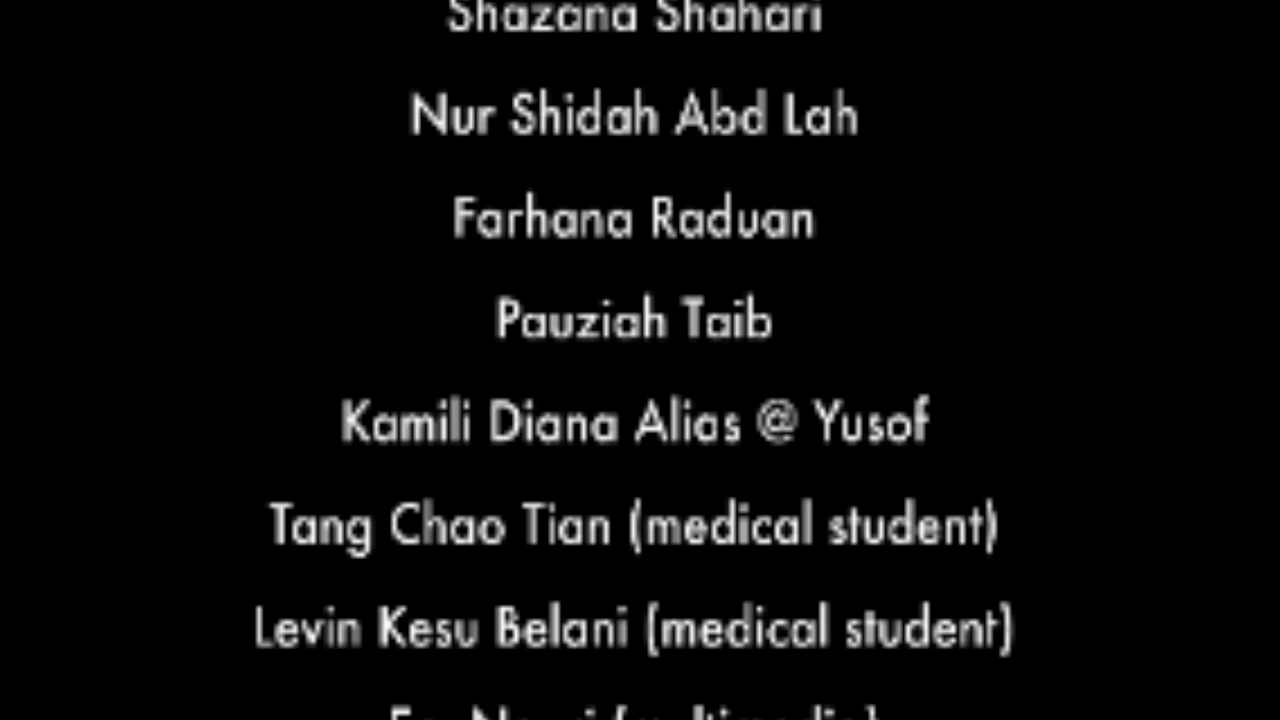 Shazana Shahari
Nur Shidah Abd Lah
Farhana Raduan
Pauziah Taib
Kamili Diana Alias @ Yusof
Tang Chao Tian (medical student)
Levin Kesu Belani (medical student)
(multimedia)